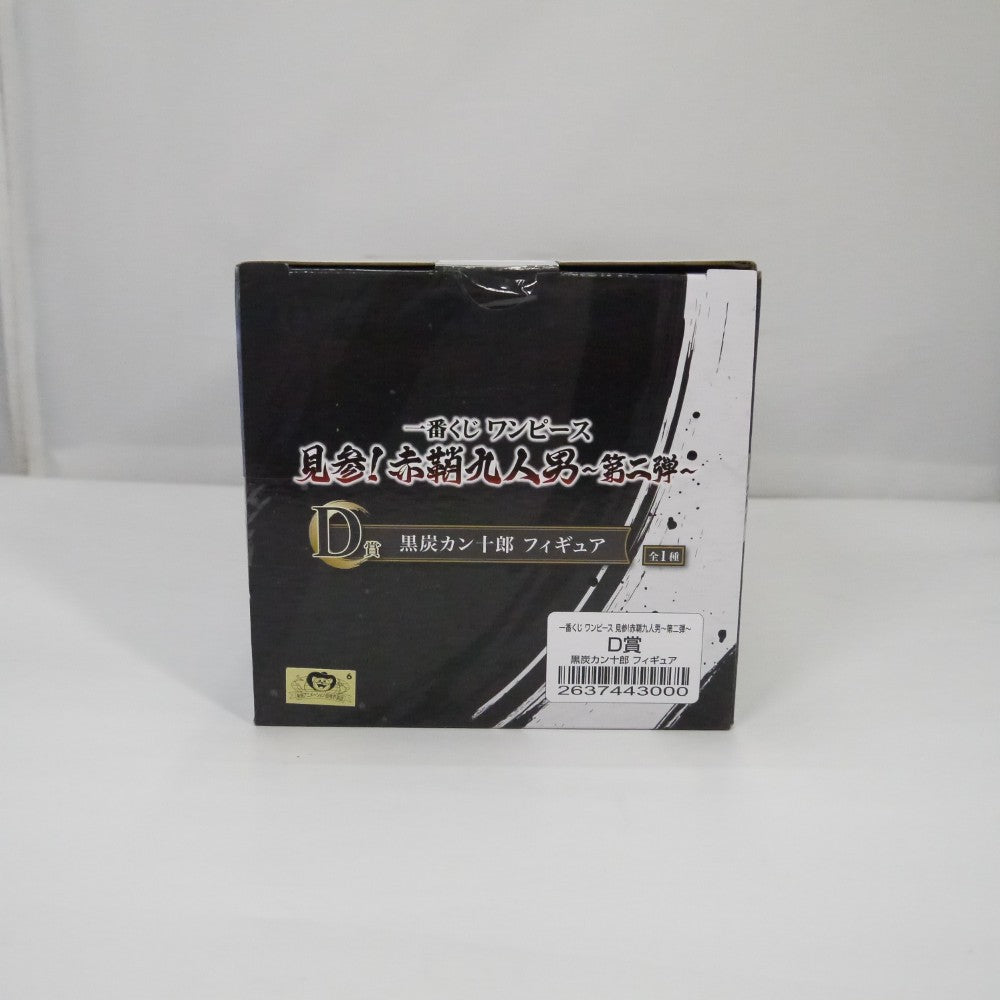 一番くじ ワンピース
見参!赤鞘九人男~第二弾~
D賞 黒炭カン十郎 フィギュア
全1種
一番くじ ワンピース 見参!赤鞘九人男~第二弾~
D賞
黒炭カン十郎 フィギュア
2637443000
6